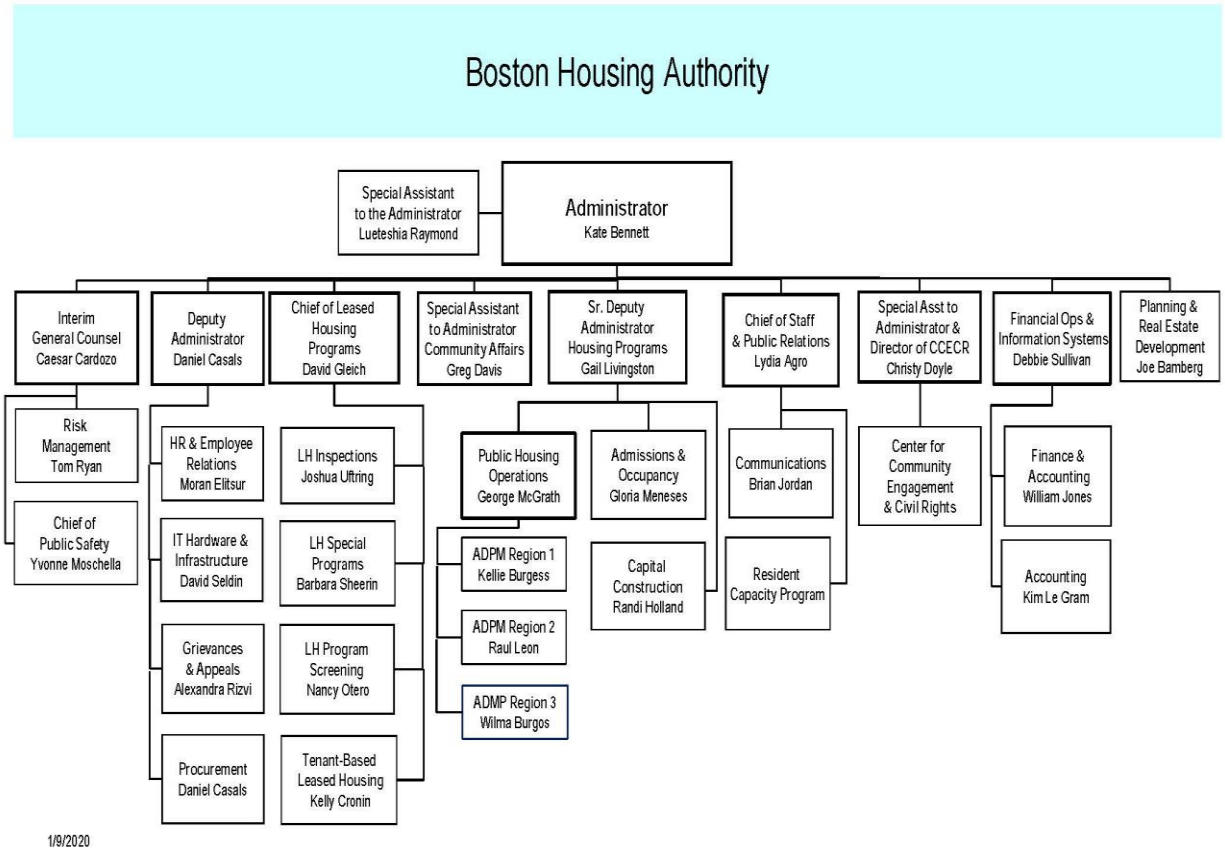 Boston Housing Authority
Special Assistant
to the Administrator
Lueteshia Raymond
Administrator
Kate Bennett
Interim
General Counsel
Caesar Cardozo
Deputy
Administrator
Daniel Casals
Chief of Leased
Housing
Programs
David Gleich
Special Assistant
to Administrator
Community Affairs
Greg Davis
Sr. Deputy
Administrator
Housing Programs
Gail Livingston
Chief of Staff
& Public Relations
Lydia Agro
Special Asst to
Administrator &
Director of CCECR
Christy Doyle
Financial Ops &
Information Systems
Debbie Sullivan
Planning &
Real Estate
Development
Joe Bamberg
Risk
Management
Tom Ryan
Chief of
Public Safety
Yvonne Moschella
HR & Employee
Relations
Moran Elitsur
IT Hardware &
Infrastructure
David Seldin
Grievances
& Appeals
Alexandra Rizvi
Procurement
Daniel Casals
LH Inspections
Joshua Uftring
LH Special
Programs
Barbara Sheerin
LH Program
Screening
Nancy Otero
Tenant-Based
Leased Housing
Kelly Cronin
Public Housing
Operations
George McGrath
ADPM Region 1
Kellie Burgess
ADPM Region 2
Raul Leon
ADMP Region 3
Wilma Burgos
Admissions &
Occupancy
Gloria Meneses
Capital
Construction
Randi Holland
Communications
Brian Jordan
Resident
Capacity Program
Center for
Community
Engagement
& Civil Rights
Finance &
Accounting
William Jones
Accounting
Kim Le Gram
1/9/2020